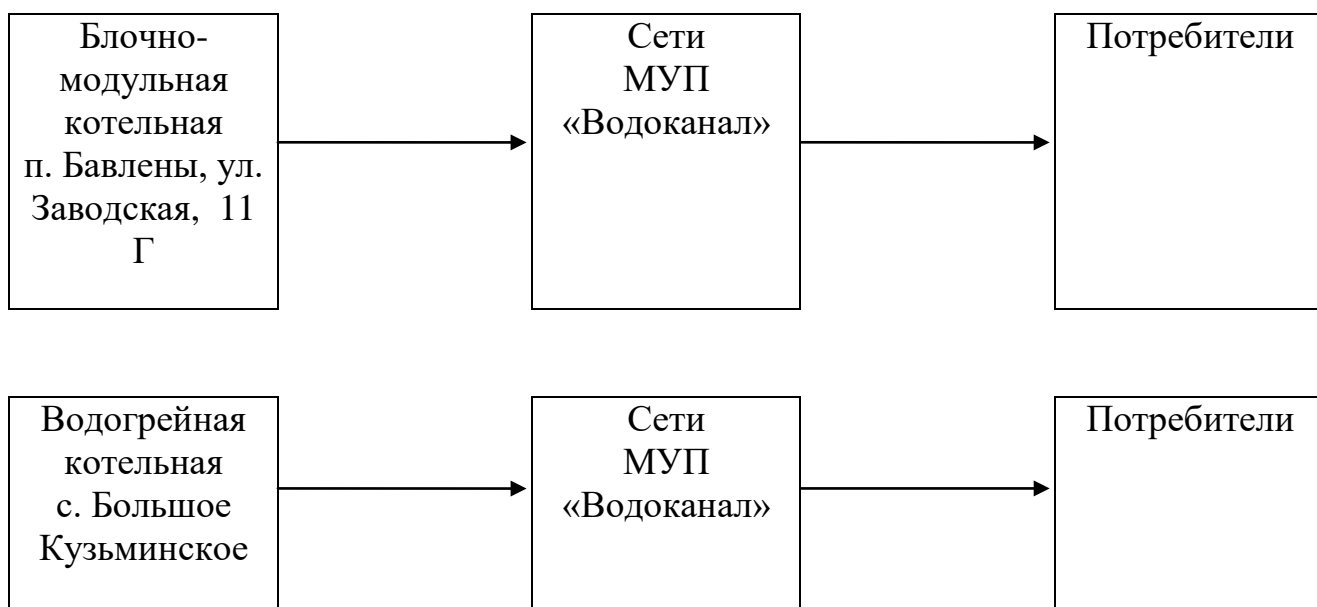 Блочно-
модульная
котельная
п. Бавлены, ул.
Заводская, 11
Г
Сети
МУП
«Водоканал»
Потребители
Водогрейная
котельная
с. Большое
Кузьминское
Сети
МУП
«Водоканал»
Потребители